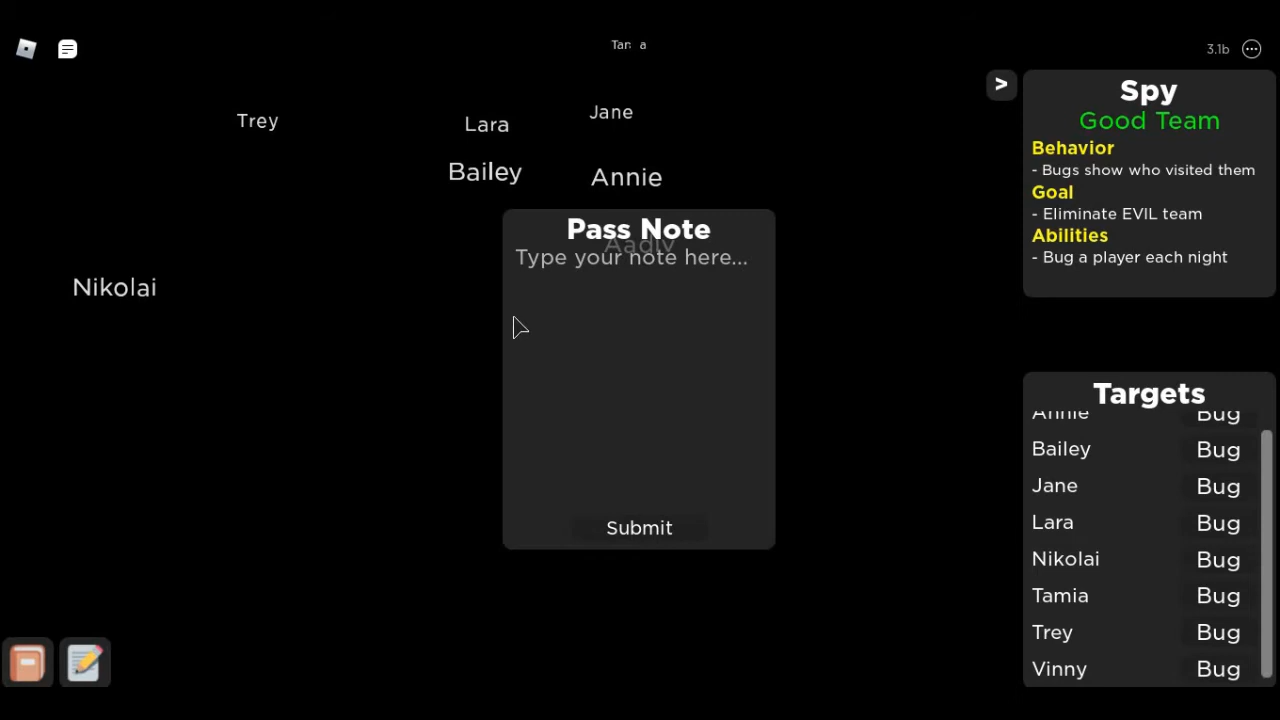 3.1b
Trey
Lara
Jane
Bailey
Annie
Nikolai
Pass Note
Type your note here...
Submit
>
Spy
Good Team
Behavior
- Bugs show who visited them
Goal
- Eliminate EVIL team
Abilities
- Bug a player each night
Targets
Annie Bug
Bailey Bug
Jane Bug
Lara Bug
Nikolai Bug
Tamia Bug
Trey Bug
Vinny Bug